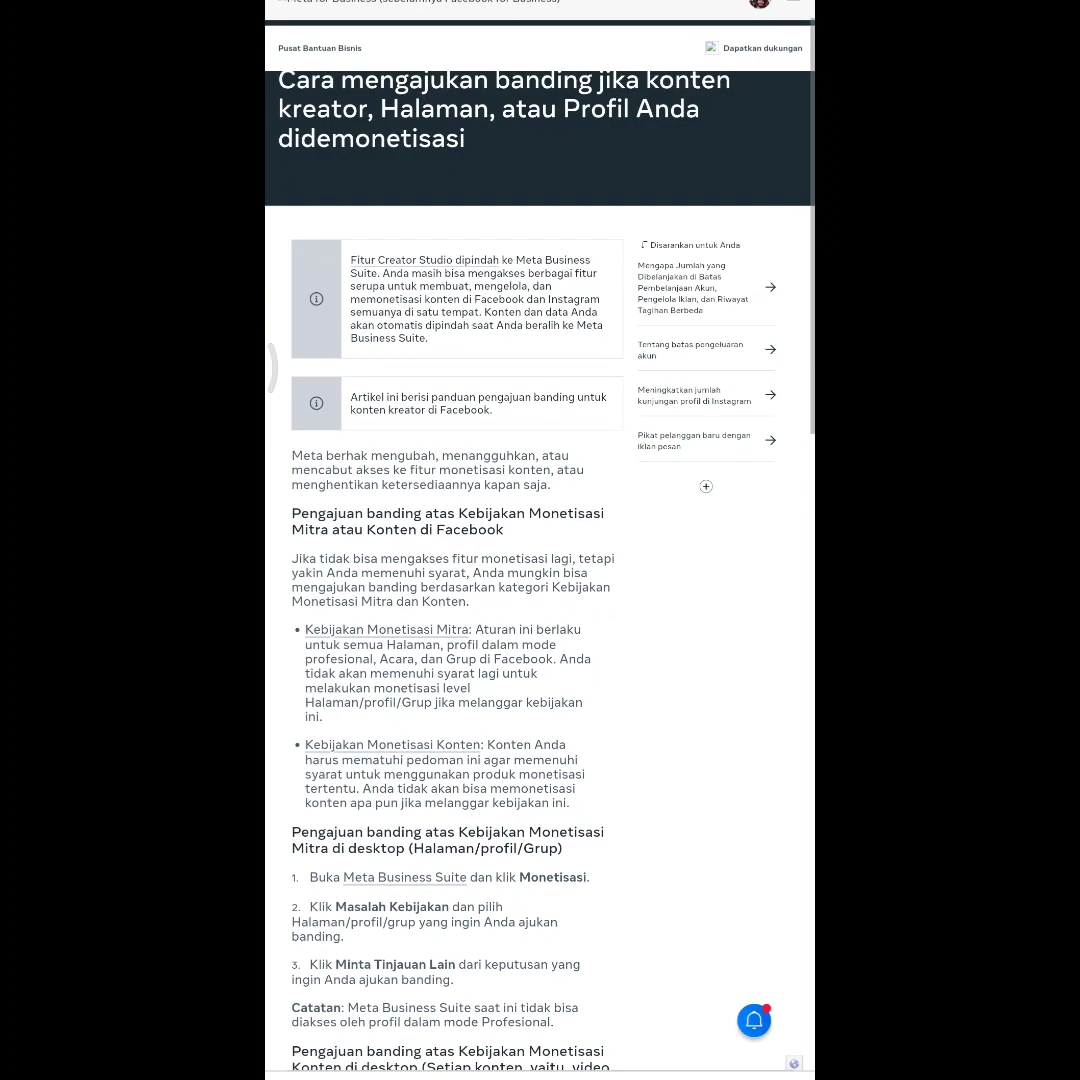 Meta for Business (sebelumnya Facebook for Business)
Pusat Bantuan Bisnis
Dapatkan dukungan
Cara mengajukan banding jika konten
kreator, Halaman, atau Profil Anda
didemonetisasi
Fitur Creator Studio dipindah ke Meta Business
Suite. Anda masih bisa mengakses berbagai fitur
serupa untuk membuat, mengelola, dan
memonetisasi konten di Facebook dan Instagram
semuanya di satu tempat. Konten dan data Anda
akan otomatis dipindah saat Anda beralih ke Meta
Business Suite.
Artikel ini berisi panduan pengajuan banding untuk
konten kreator di Facebook.
Meta berhak mengubah, menangguhkan, atau
mencabut akses ke fitur monetisasi konten, atau
menghentikan ketersediaannya kapan saja.
Pengajuan banding atas Kebijakan Monetisasi
Mitra atau Konten di Facebook
Jika tidak bisa mengakses fitur monetisasi lagi, tetapi
yakin Anda memenuhi syarat, Anda mungkin bisa
mengajukan banding berdasarkan kategori Kebijakan
Monetisasi Mitra dan Konten.
• Kebijakan Monetisasi Mitra: Aturan ini berlaku
untuk semua Halaman, profil dalam mode
profesional, Acara, dan Grup di Facebook. Anda
tidak akan memenuhi syarat lagi untuk
melakukan monetisasi level
Halaman/profil/Grup jika melanggar kebijakan
ini.
• Kebijakan Monetisasi Konten: Konten Anda
harus mematuhi pedoman ini agar memenuhi
syarat untuk menggunakan produk monetisasi
tertentu. Anda tidak akan bisa memonetisasi
konten apa pun jika melanggar kebijakan ini.
Pengajuan banding atas Kebijakan Monetisasi
Mitra di desktop (Halaman/profil/Grup)
1. Buka Meta Business Suite dan klik Monetisasi.
2. Klik Masalah Kebijakan dan pilih
Halaman/profil/grup yang ingin Anda ajukan
banding.
3. Klik Minta Tinjauan Lain dari keputusan yang
ingin Anda ajukan banding.
Catatan: Meta Business Suite saat ini tidak bisa
diakses oleh profil dalam mode Profesional.
Pengajuan banding atas Kebijakan Monetisasi
Konten di desktop (Setiap konten, yaitu, video
Disarankan untuk Anda
Mengapa Jumlah yang
Dibelanjakan di Batas
Pembelanjaan Akun,
Pengelola Iklan, dan Riwayat
Tagihan Berbeda
Tentang batas pengeluaran
akun
Meningkatkan jumlah
kunjungan profil di Instagram
Pikat pelanggan baru dengan
iklan pesan